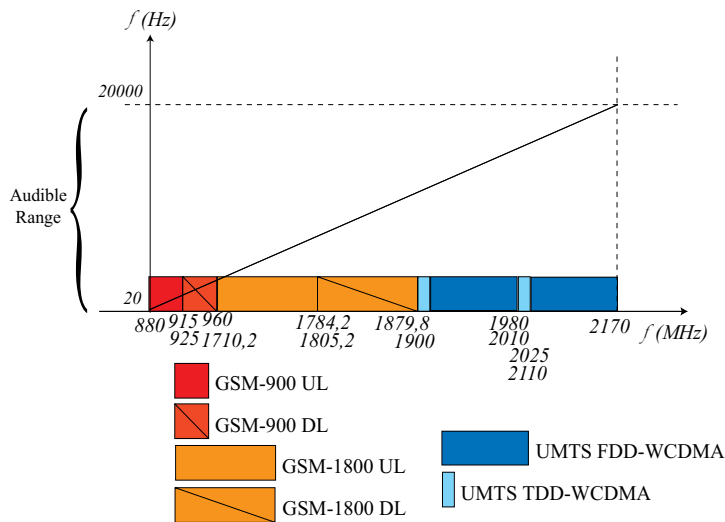 f (Hz)
20000
Audible
Range
20
880
915
925
960
1710,2
1784,2
1805,2
1879,8
1900
1980
2010
2025
2110
2170
f (MHz)
GSM-900 UL
GSM-900 DL
GSM-1800 UL
GSM-1800 DL
UMTS FDD-WCDMA
UMTS TDD-WCDMA